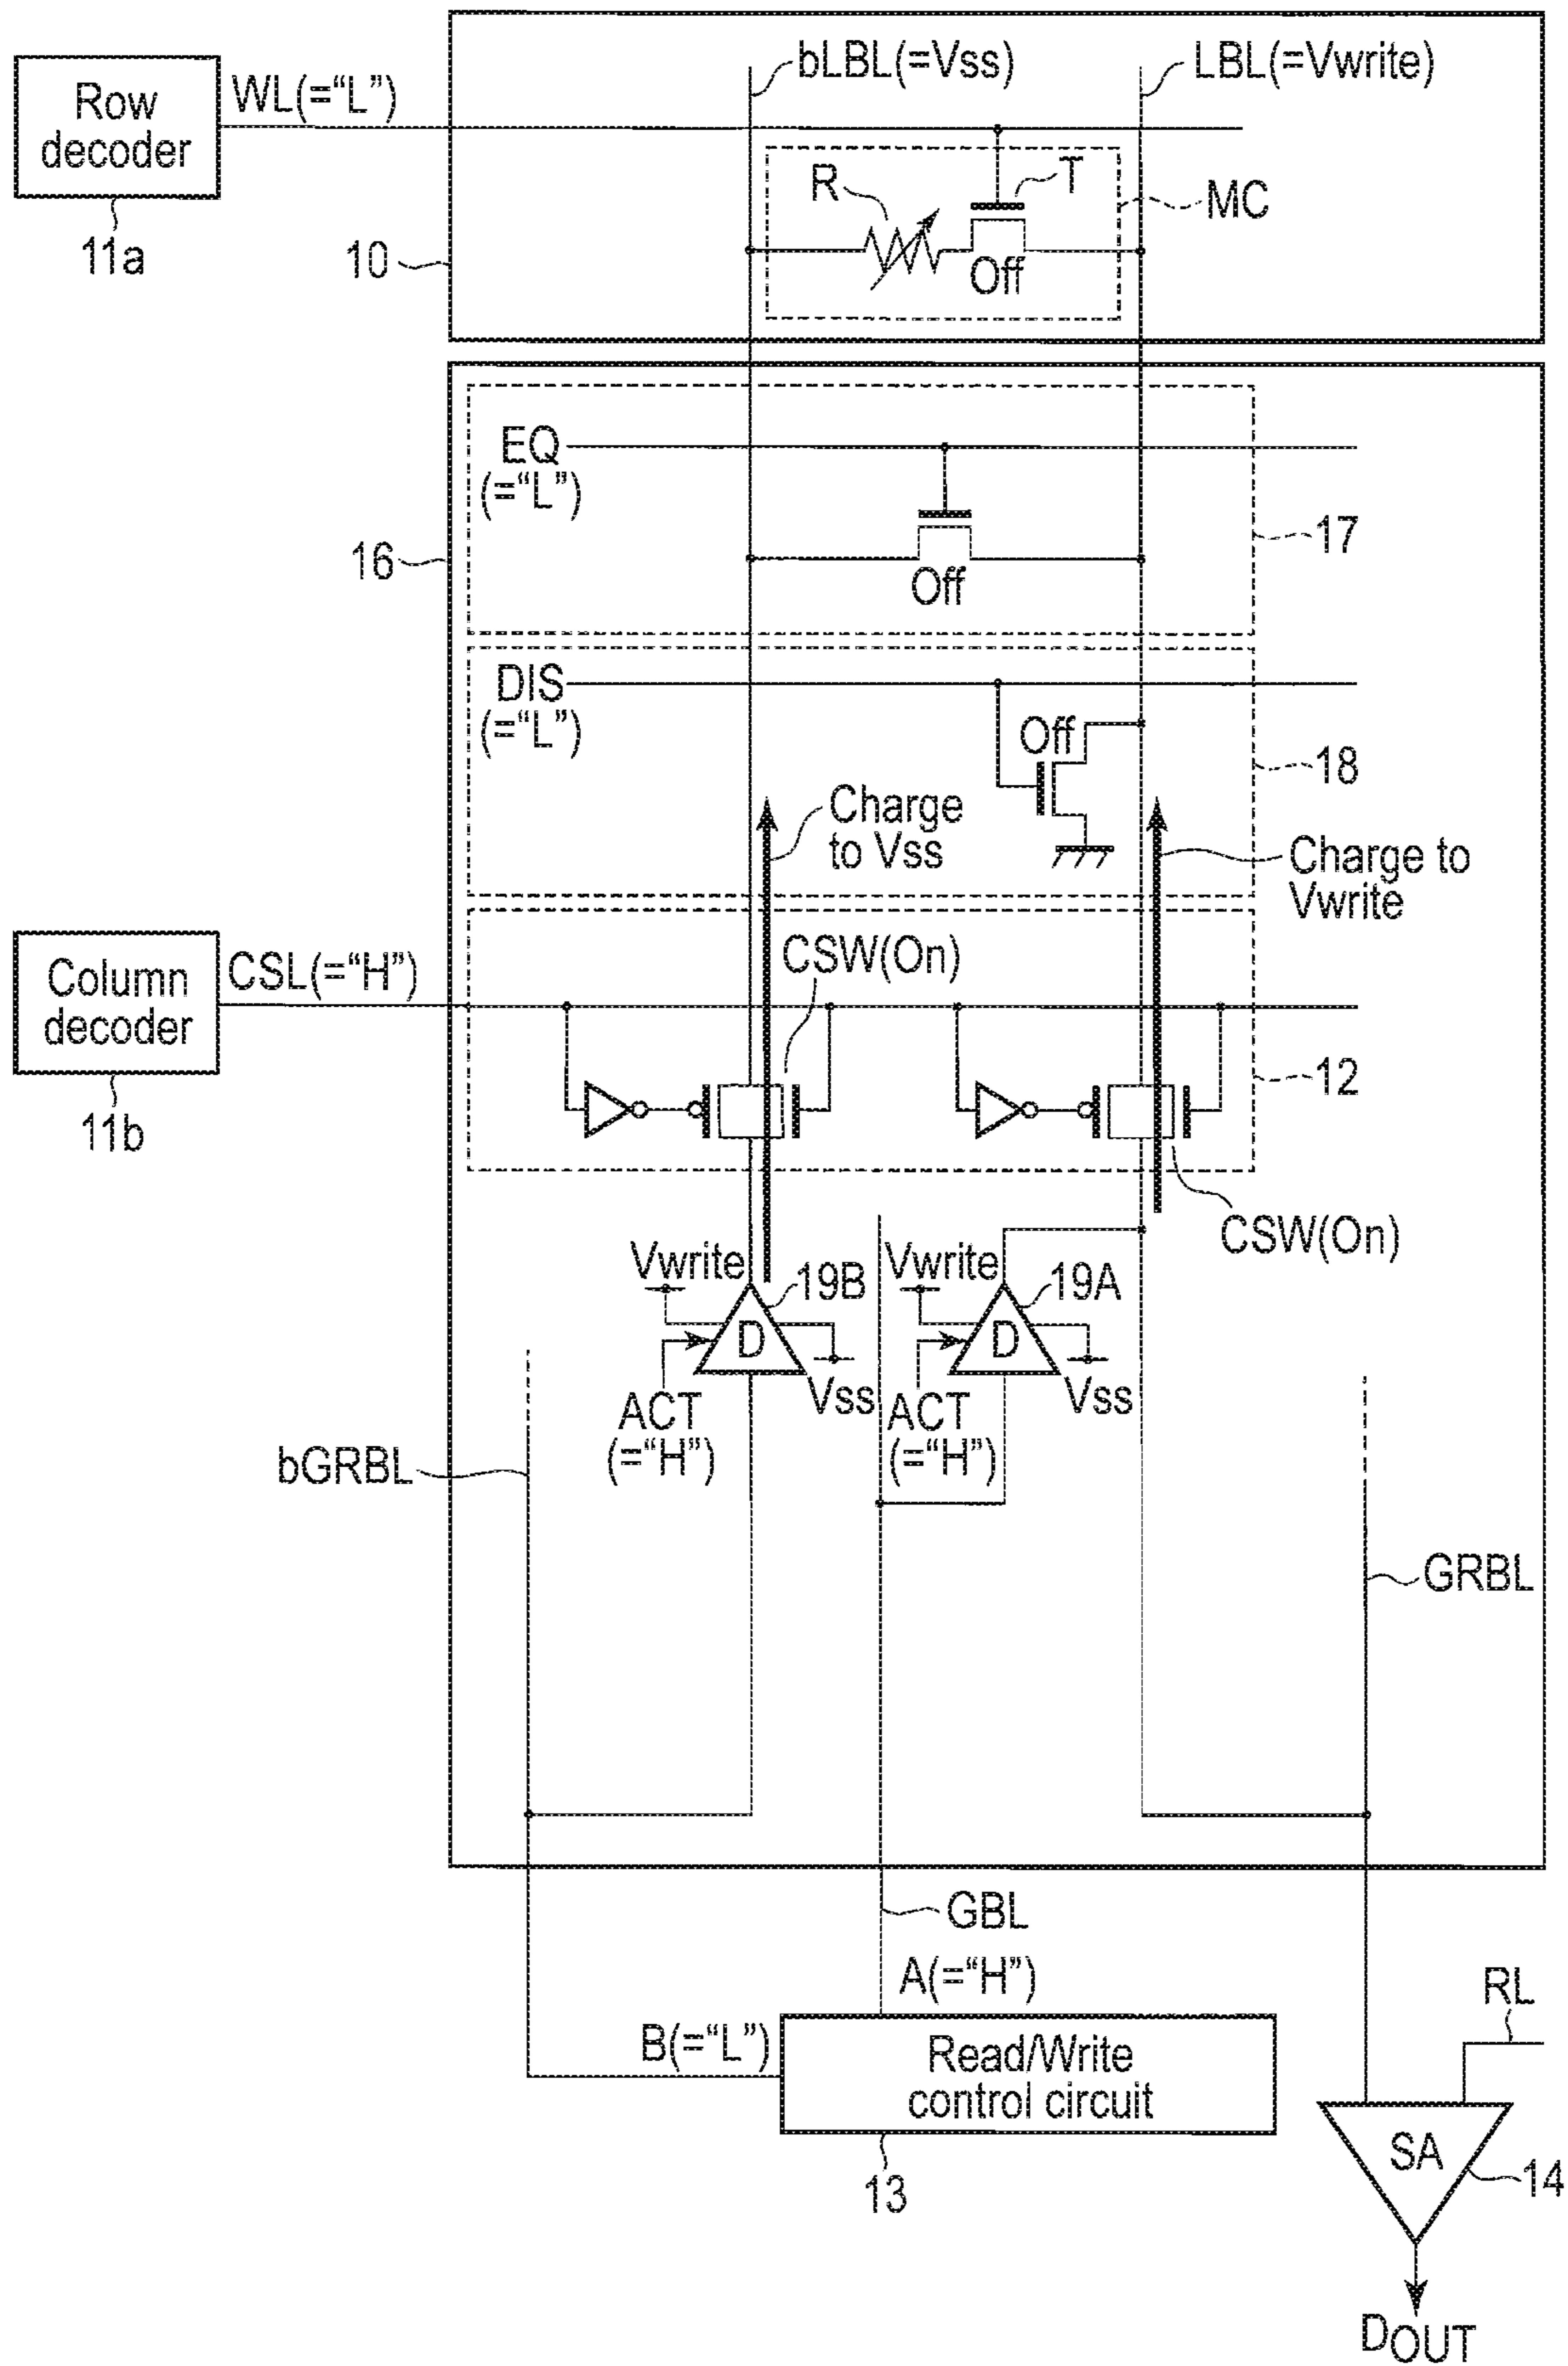 bLBL(=Vss)
LBL(=Vwrite)
Row
decoder
WL(=“L”)
11a
10
R
T
MC
Off
EQ
(=“L”)
Off
17
16
DIS
(=“L”)
Off
18
Charge
to Vss
Charge to
Vwrite
Column
decoder
CSL(=“H”)
11b
CSW(On)
12
CSW(On)
Vwrite
19B
D
Vss
ACT
(=“H”)
Vwrite
19A
D
Vss
ACT
(=“H”)
bGRBL
GRBL
GBL
A(=“H”)
B(=“L”)
Read/Write
control circuit
13
RL
SA
14
DOUT